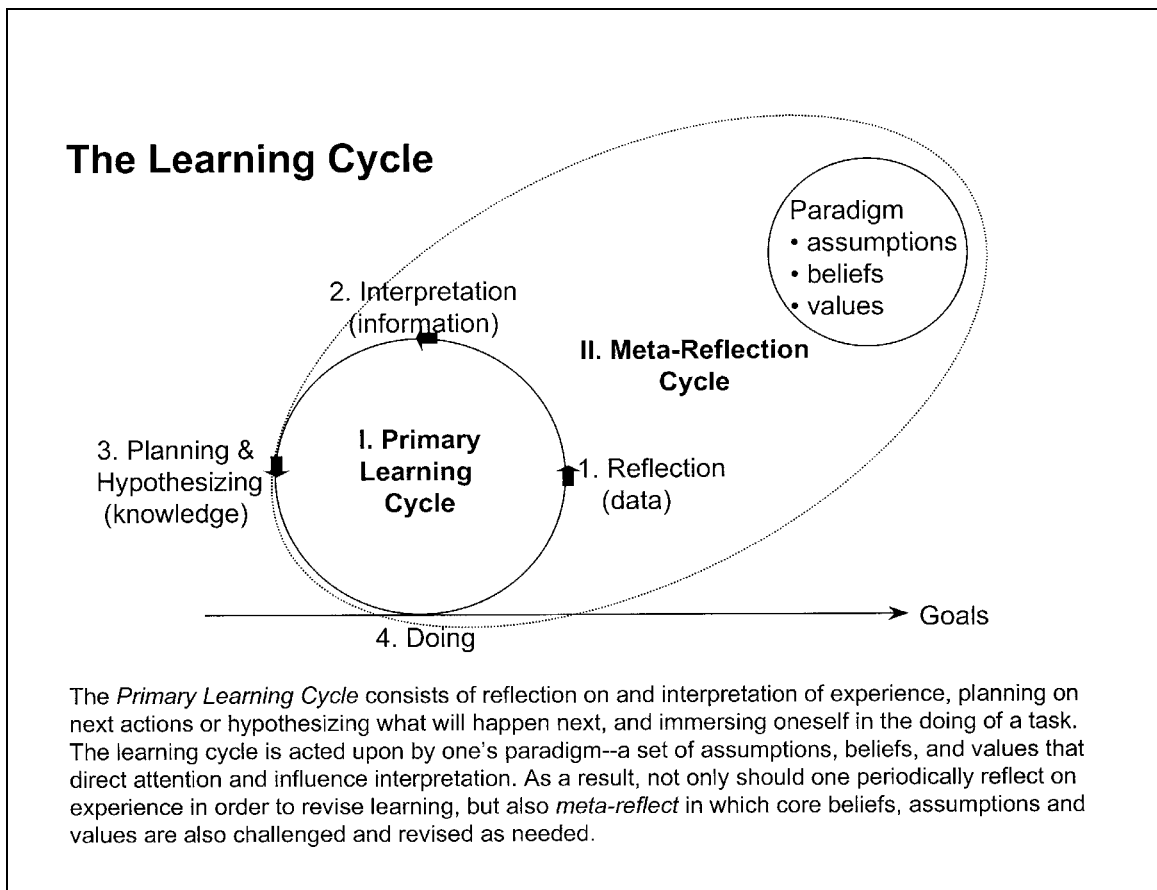 The Learning Cycle
Paradigm
• assumptions
• beliefs
• values
2. Interpretation
(information)
II. Meta-Reflection
Cycle
3. Planning &
Hypothesizing
(knowledge)
I. Primary
Learning
Cycle
1. Reflection
(data)
Goals
4. Doing
The Primary Learning Cycle consists of reflection on and interpretation of experience, planning on
next actions or hypothesizing what will happen next, and immersing oneself in the doing of a task.
The learning cycle is acted upon by one's paradigm--a set of assumptions, beliefs, and values that
direct attention and influence interpretation. As a result, not only should one periodically reflect on
experience in order to revise learning, but also meta-reflect in which core beliefs, assumptions and
values are also challenged and revised as needed.